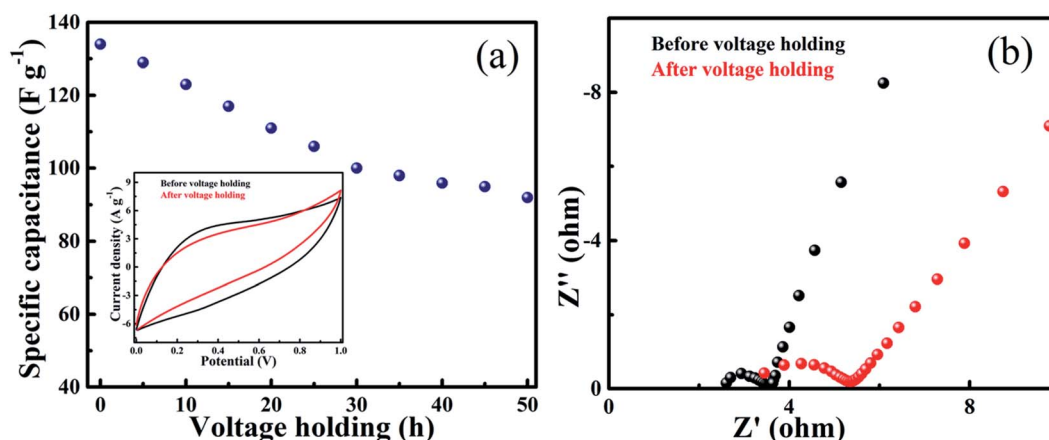 140
120
100
80
60
40
0
10
20
30
40
50
Specific capacitance (F g⁻¹)
Voltage holding (h)
(a)
Before voltage holding
After voltage holding
9
6
3
0
-3
-6
0.0
0.2
0.4
0.6
0.8
1.0
Current density (A g⁻¹)
Potential (V)
(b)
Before voltage holding
After voltage holding
-8
-4
0
0
4
8
Z'' (ohm)
Z' (ohm)